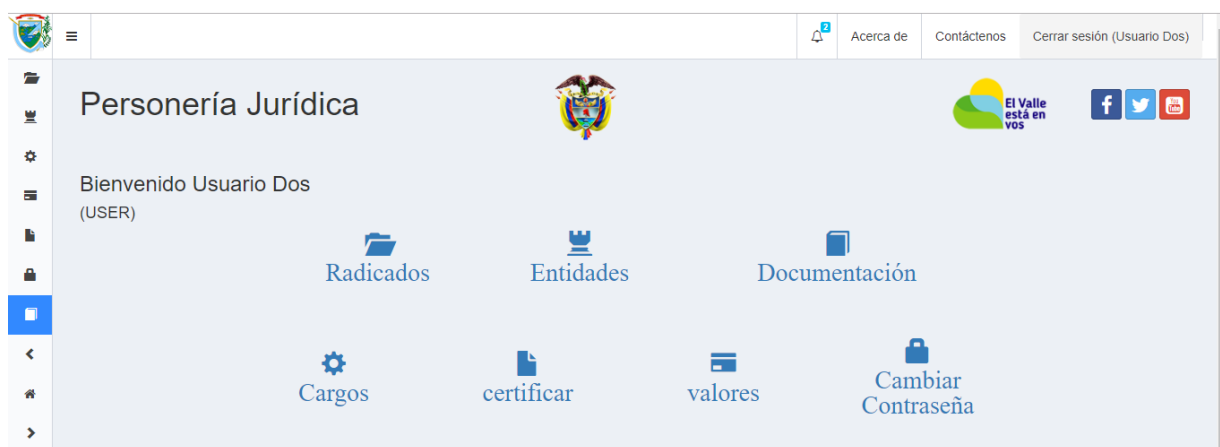 2
Acerca de
Contáctenos
Cerrar sesión (Usuario Dos)
Personería Jurídica
El Valle
está en
vos
Bienvenido Usuario Dos
(USER)
Radicados
Entidades
Documentación
Cargos
certificar
valores
Cambiar
Contraseña